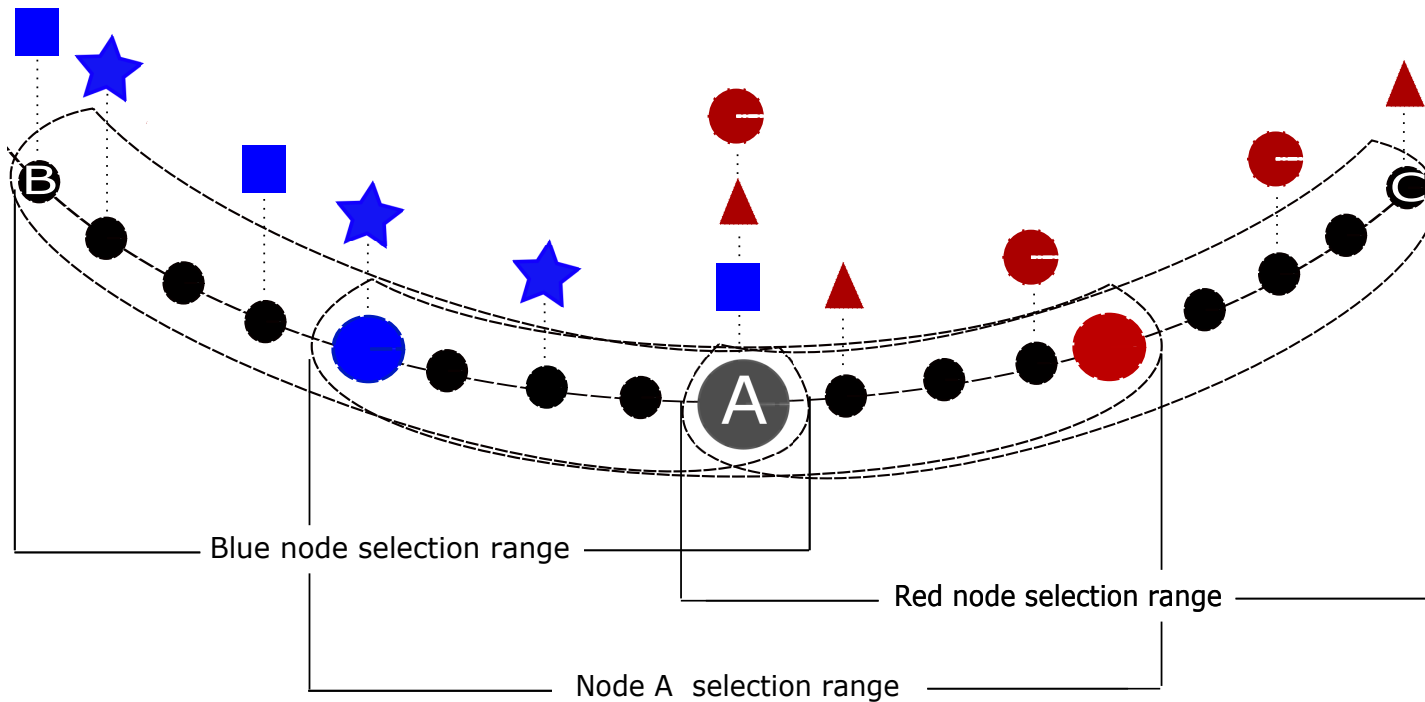 B
C
A
Blue node selection range
Red node selection range
Node A selection range